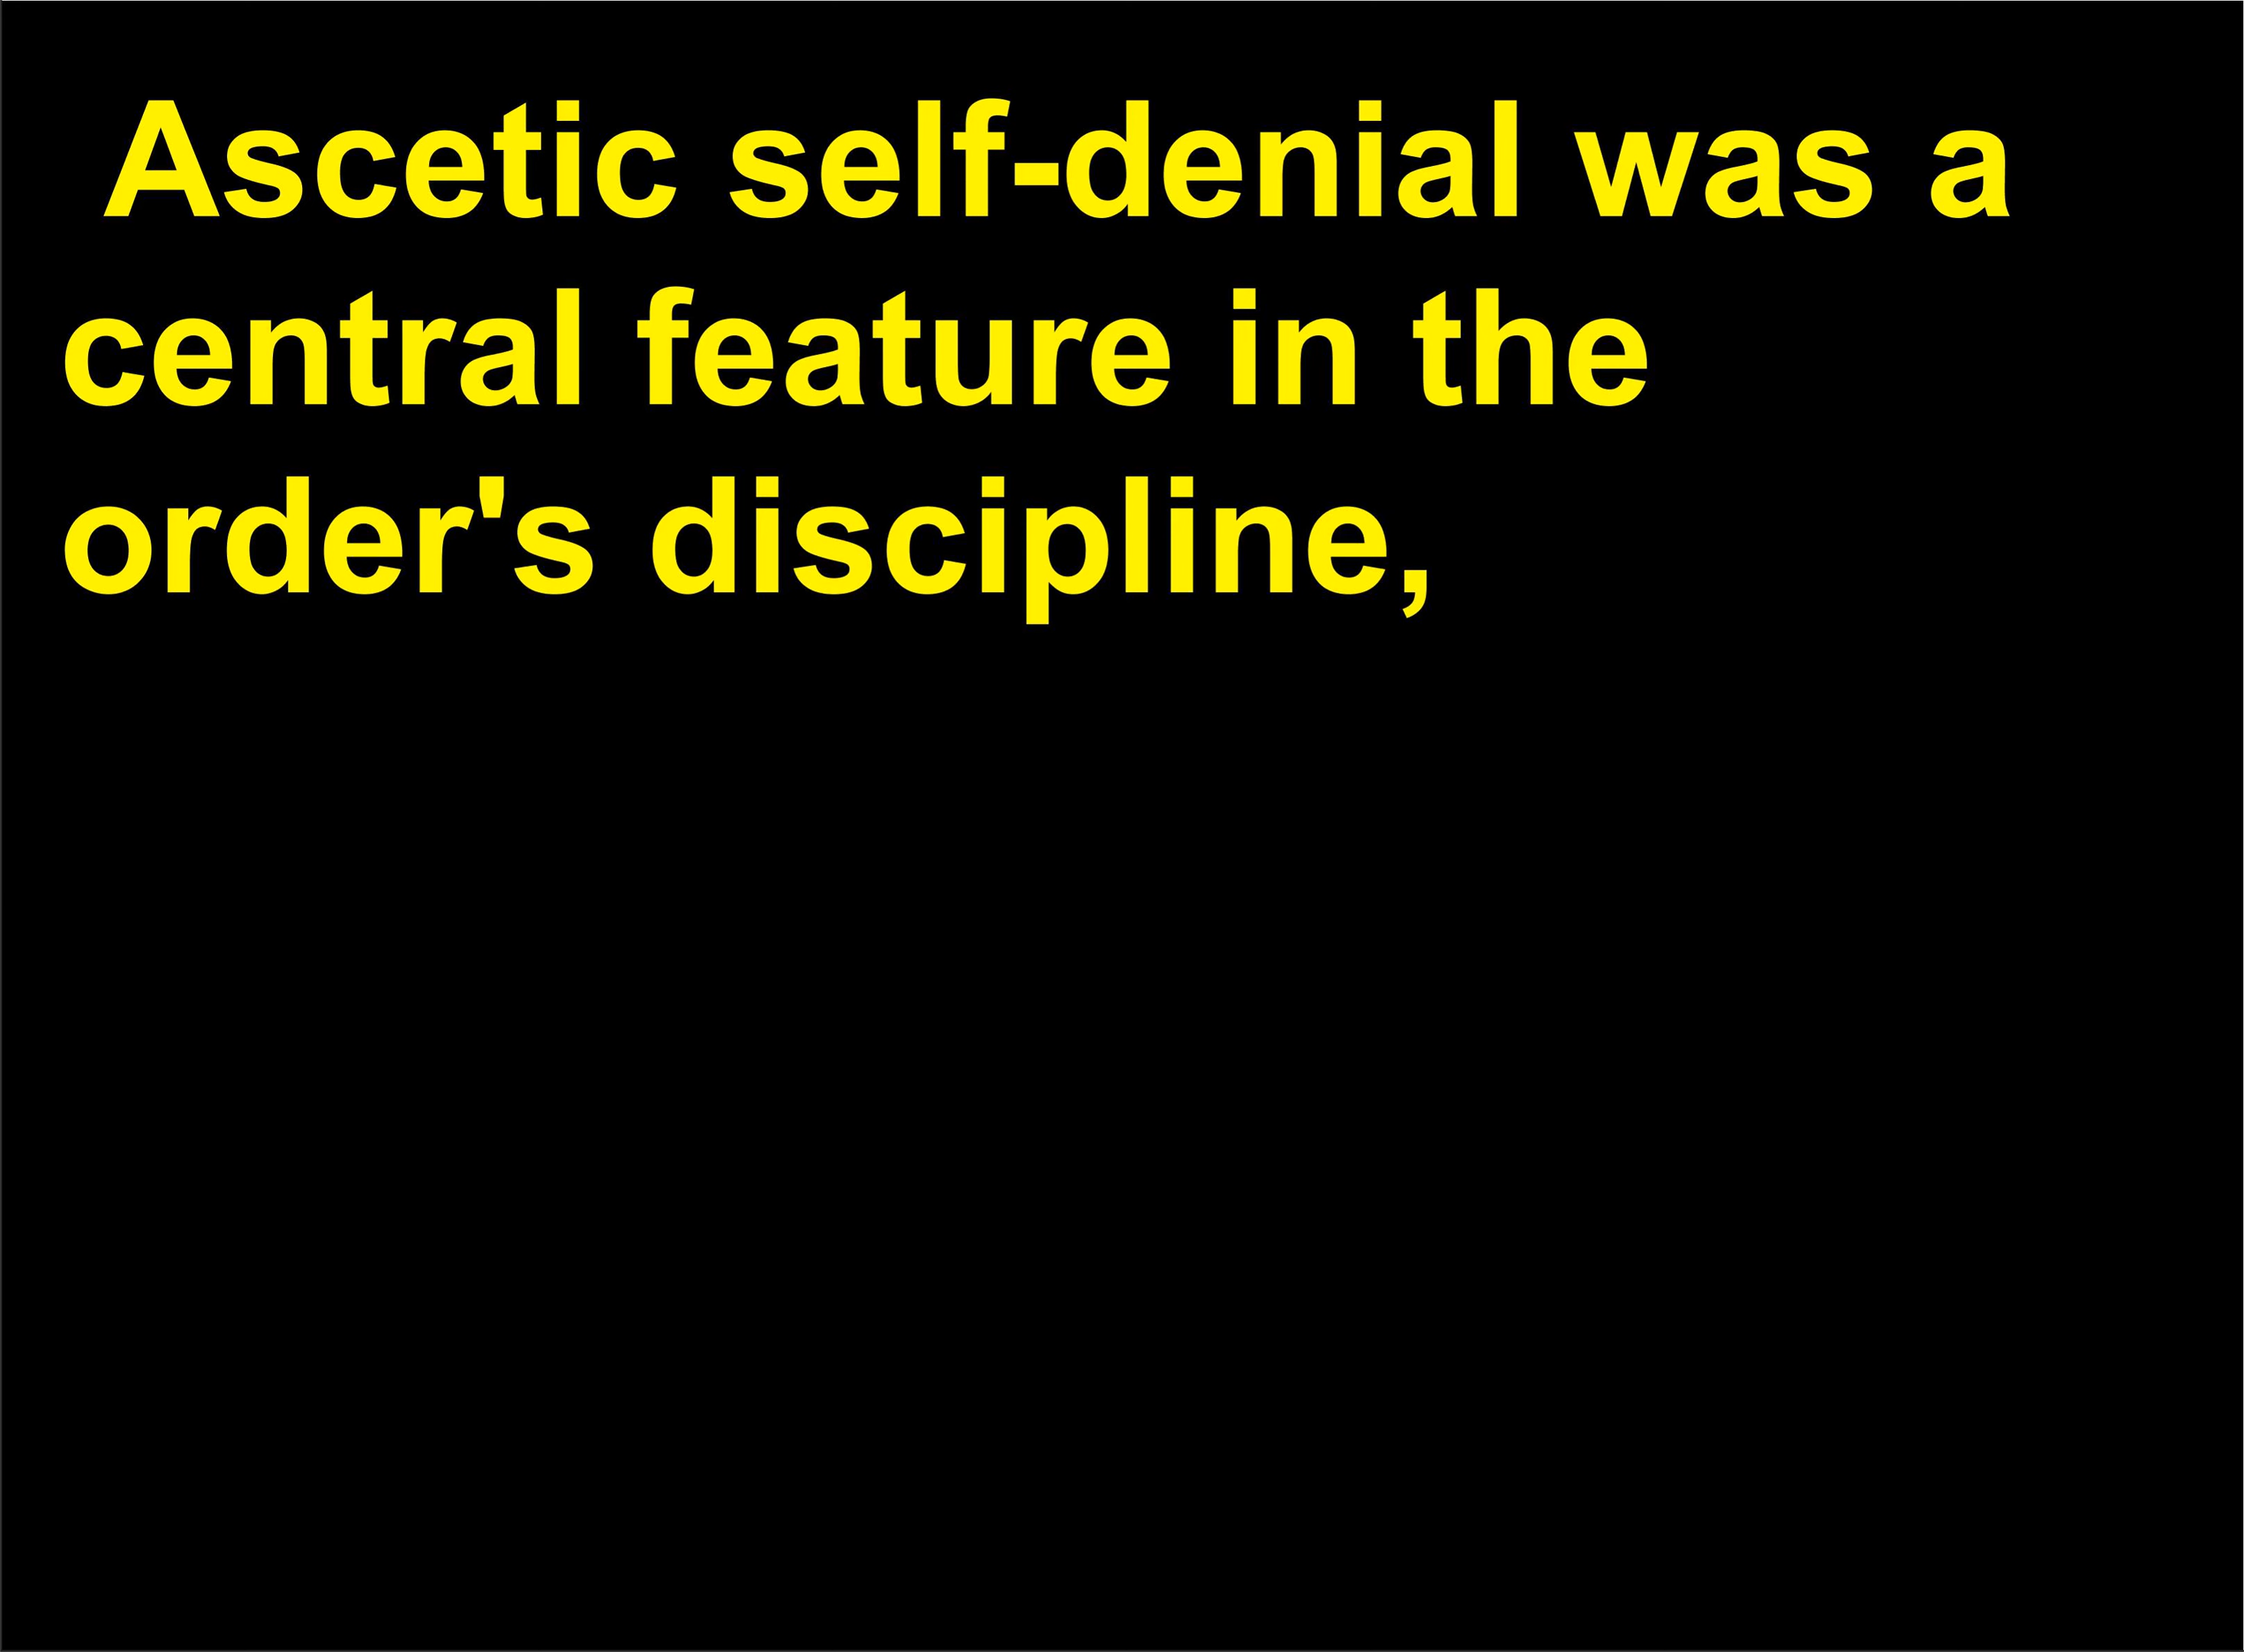 Ascetic self-denial was a
central feature in the
order's discipline,